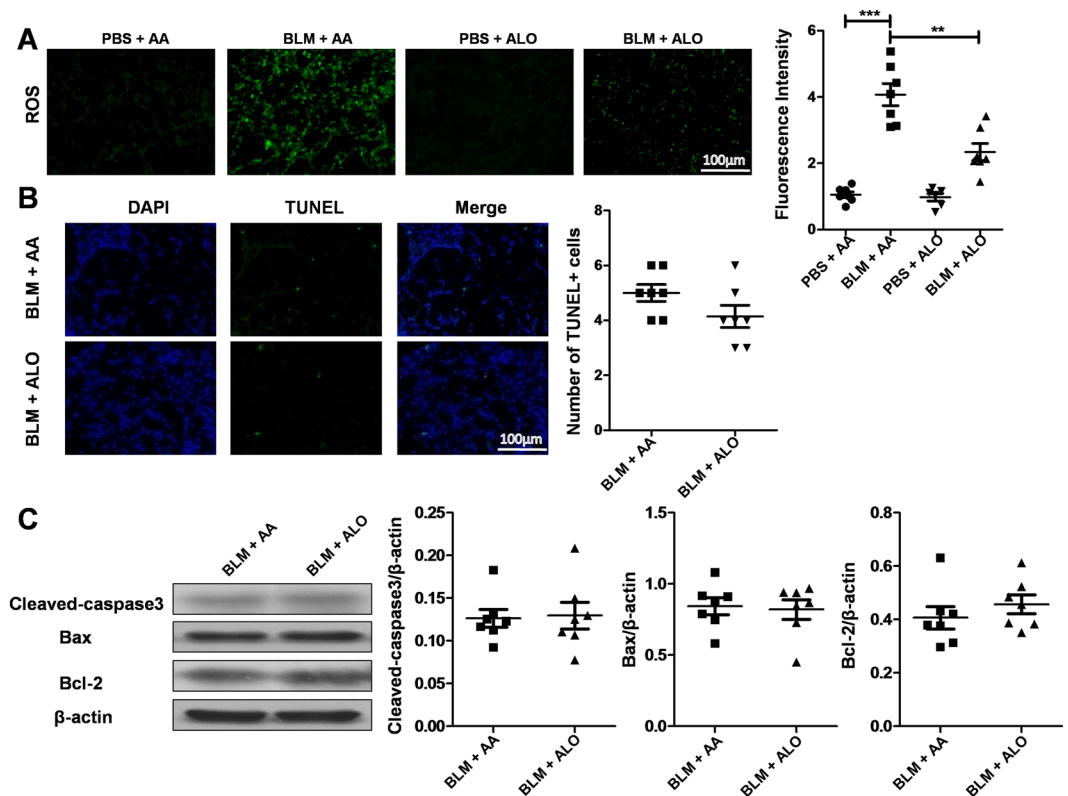 A
PBS + AA
BLM + AA
PBS + ALO
BLM + ALO
ROS
100μm
***
**
Fluorescence Intensity
6
4
2
0
PBS + AA
BLM + AA
PBS + ALO
BLM + ALO
B
DAPI
TUNEL
Merge
BLM + AA
BLM + ALO
100μm
Number of TUNEL+ cells
8
6
4
2
0
BLM + AA
BLM + ALO
C
BLM + AA
BLM + ALO
Cleaved-caspase3
Bax
Bcl-2
β-actin
Cleaved-caspase3/β-actin
0.25
0.20
0.15
0.10
0.05
0.00
BLM + AA
BLM + ALO
Bax/β-actin
1.5
1.0
0.5
0.0
BLM + AA
BLM + ALO
Bcl-2/β-actin
0.8
0.6
0.4
0.2
0.0
BLM + AA
BLM + ALO